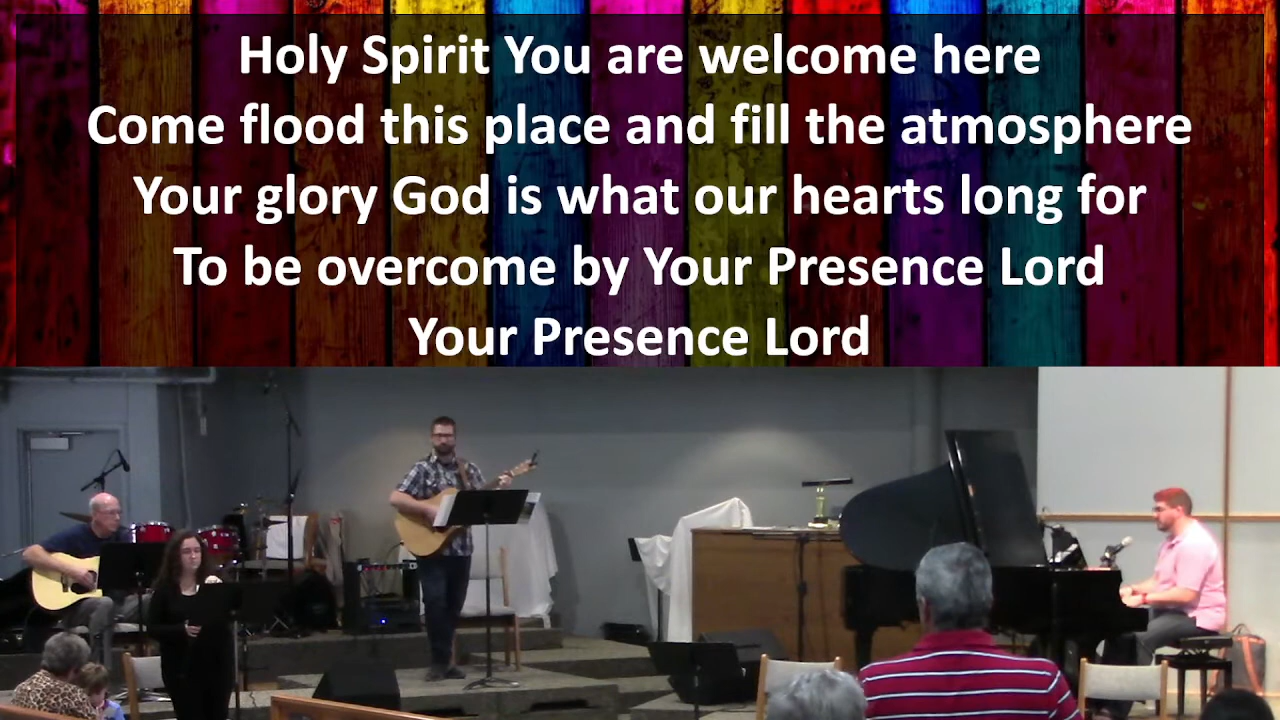 Holy Spirit You are welcome here
Come flood this place and fill the atmosphere
Your glory God is what our hearts long for
To be overcome by Your Presence Lord
Your Presence Lord